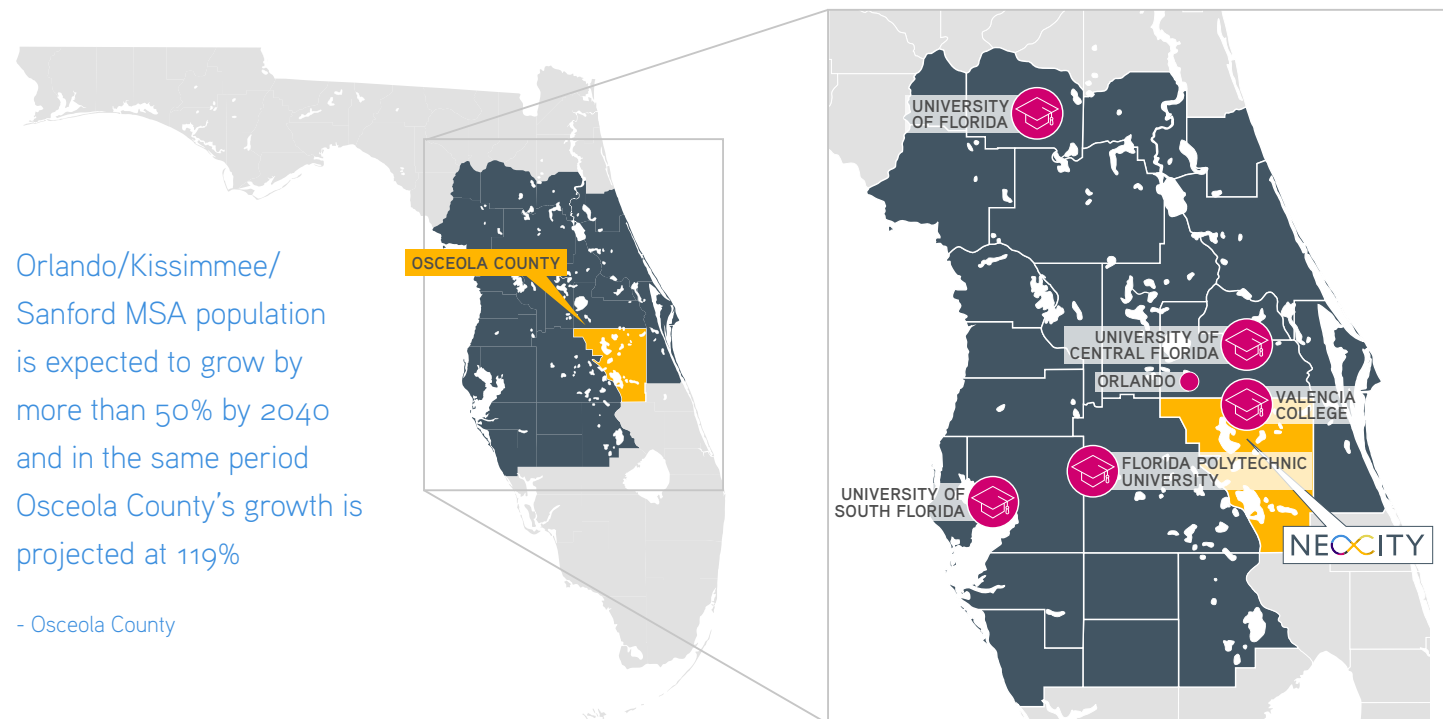 Orlando/Kissimmee/
Sanford MSA population
is expected to grow by
more than 50% by 2040
and in the same period
Osceola County’s growth is
projected at 119%
- Osceola County
OSCEOLA COUNTY
UNIVERSITY
OF FLORIDA
UNIVERSITY OF
CENTRAL FLORIDA
ORLANDO
VALENCIA
COLLEGE
FLORIDA POLYTECHNIC
UNIVERSITY
UNIVERSITY OF
SOUTH FLORIDA
NEOCITY